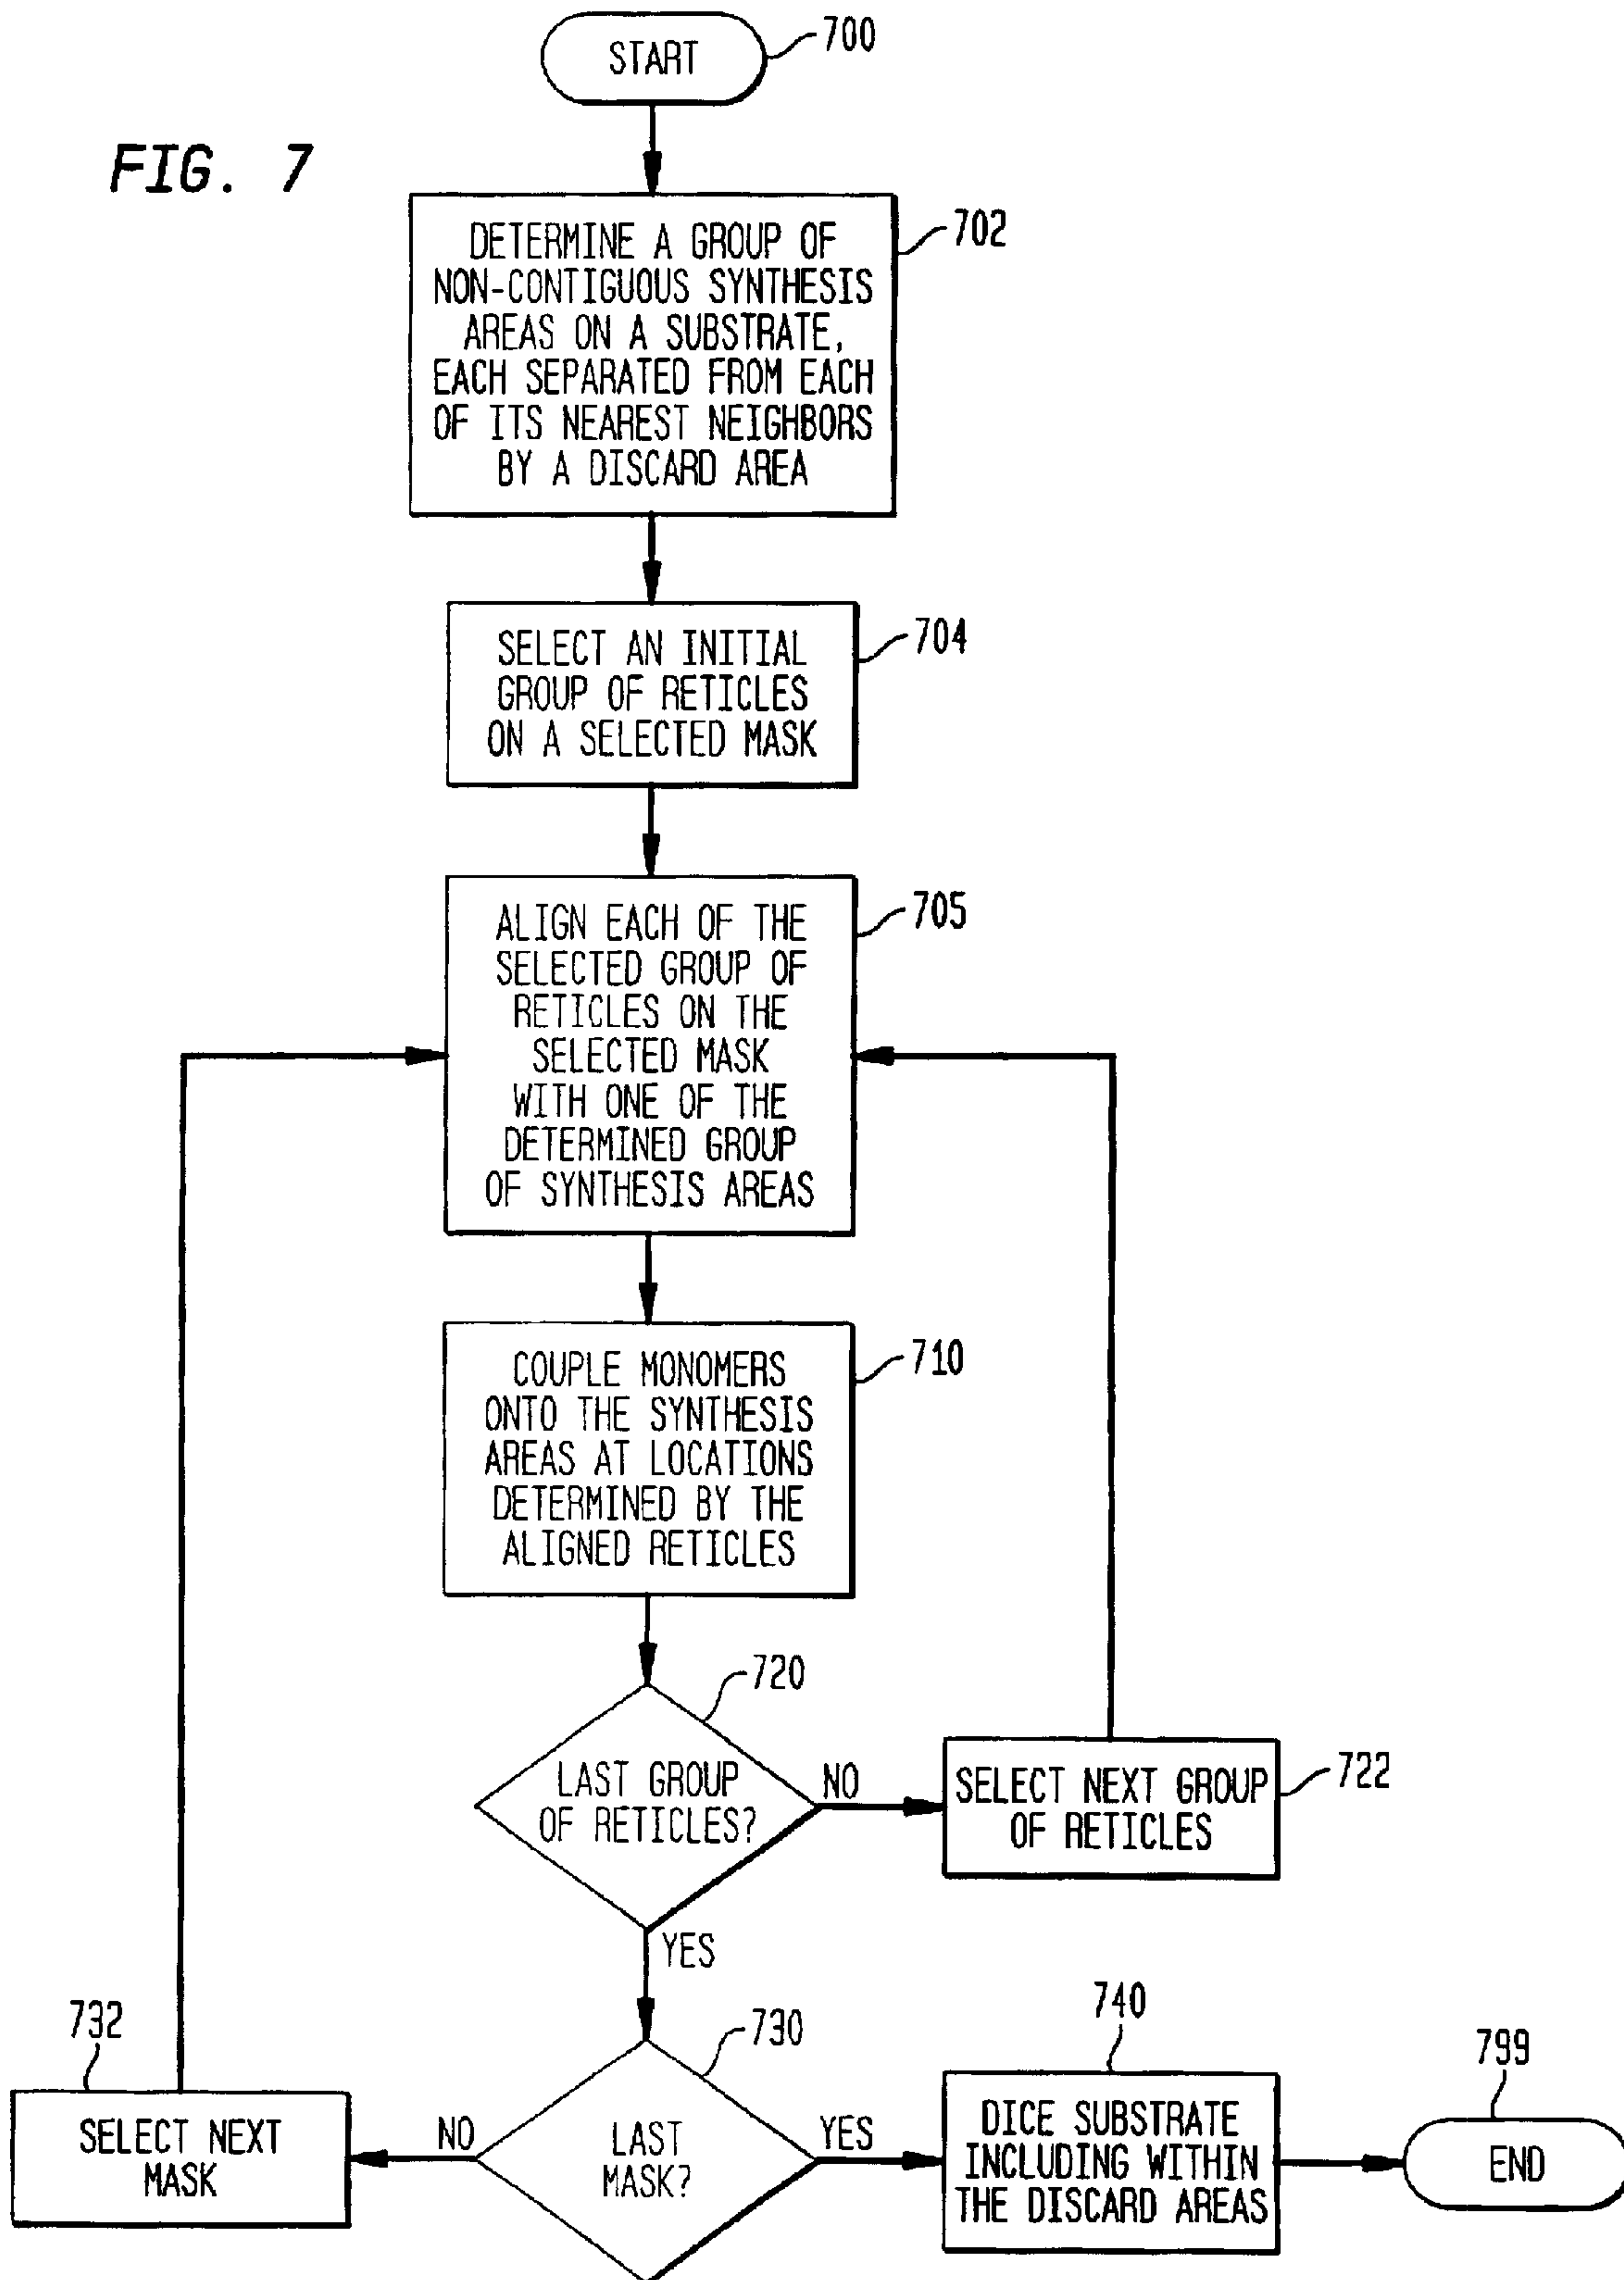 START
700
FIG. 7
DETERMINE A GROUP OF
NON-CONTIGUOUS SYNTHESIS
AREAS ON A SUBSTRATE,
EACH SEPARATED FROM EACH
OF ITS NEAREST NEIGHBORS
BY A DISCARD AREA
702
SELECT AN INITIAL
GROUP OF RETICLES
ON A SELECTED MASK
704
ALIGN EACH OF THE
SELECTED GROUP OF
RETICLES ON THE
SELECTED MASK
WITH ONE OF THE
DETERMINED GROUP
OF SYNTHESIS AREAS
705
COUPLE MONOMERS
ONTO THE SYNTHESIS
AREAS AT LOCATIONS
DETERMINED BY THE
ALIGNED RETICLES
710
720
LAST GROUP
OF RETICLES?
NO
SELECT NEXT GROUP
OF RETICLES
722
YES
732
SELECT NEXT
MASK
NO
730
LAST
MASK?
YES
740
DICE SUBSTRATE
INCLUDING WITHIN
THE DISCARD AREAS
799
END